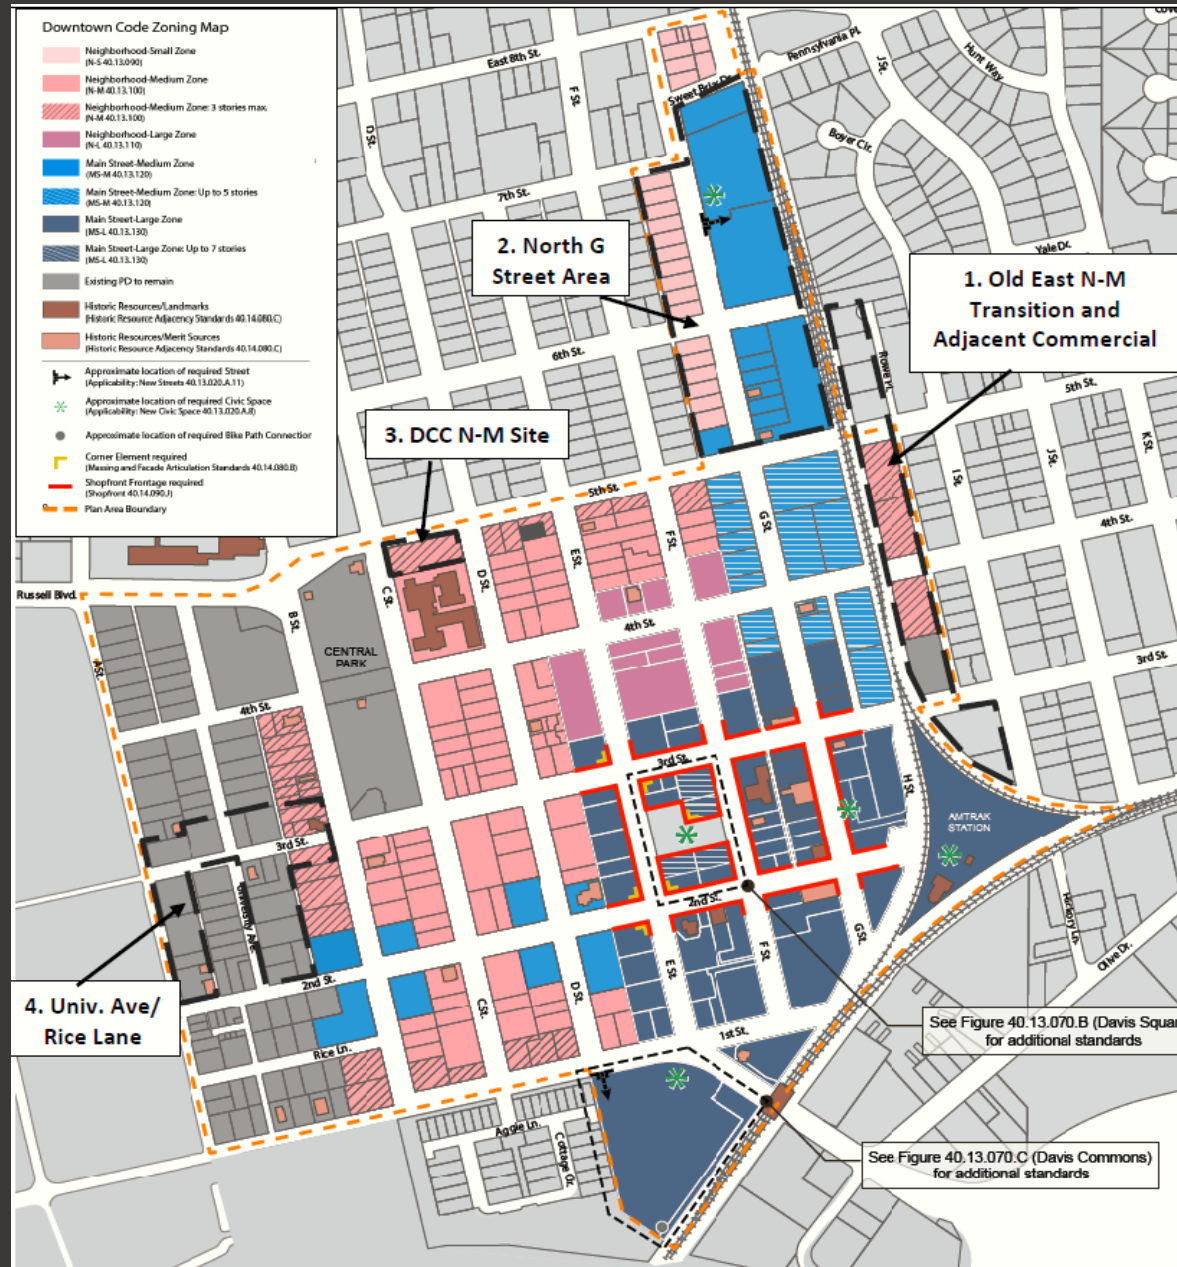 Downtown Code Zoning Map
Neighborhood-Small Zone
(N-S 40.13.090)
Neighborhood-Medium Zone
(N-M 40.13.100)
Neighborhood-Medium Zone: 3 stories max.
(N-M 40.13.100)
Neighborhood-Large Zone
(N-L 40.13.110)
Main Street-Medium Zone
(MS-M 40.13.120)
Main Street-Medium Zone: Up to 5 stories
(MS-M 40.13.120)
Main Street-Large Zone
(MS-L 40.13.130)
Main Street-Large Zone: Up to 7 stories
(MS-L 40.13.130)
Existing PD to remain
Historic Resources/Landmarks
(Historic Resource Adjacency Standards 40.14.080.C)
Historic Resources/Merit Sources
(Historic Resource Adjacency Standards 40.14.080.C)
Approximate location of required Street
(Applicability: New Streets 40.13.020.A.11)
Approximate location of required Civic Space
(Applicability: New Civic Space 40.13.020.A.8)
Approximate location of required Bike Path Connection
Corner Element required
(Massing and Facade Articulation Standards 40.14.080.B)
Shopfront Frontage required
(Shopfront 40.14.090.J)
Plan Area Boundary
East 8th St.
Pennsylvania Pl.
J St.
Hunt Way
F St.
Sweet Briar Dr.
D St.
Boyer Cir.
7th St.
Yale Dr.
2. North G
Street Area
1. Old East N-M
Transition and
Adjacent Commercial
6th St.
Rowe Pl.
5th St.
3. DCC N-M Site
K St.
J St.
I St.
5th St.
G St.
4th St.
F St.
E St.
D St.
C St.
Russell Blvd.
B St.
4th St.
CENTRAL
PARK
3rd St.
A St.
4th St.
3rd St.
H St.
AMTRAK
STATION
3rd St.
University Ave.
2nd St.
Hickory Ln.
Olive Dr.
G St.
F St.
E St.
D St.
C St.
2nd St.
4. Univ. Ave/
Rice Lane
Rice Ln.
1st St.
See Figure 40.13.070.B (Davis Squar
for additional standards
Aggie Ln.
Cottage Cir.
See Figure 40.13.070.C (Davis Commons)
for additional standards